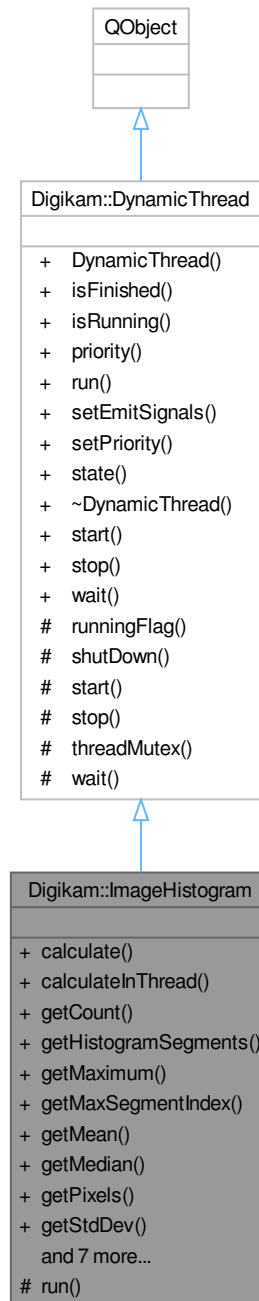 QObject
Digikam::DynamicThread
+ DynamicThread()
+ isFinished()
+ isRunning()
+ priority()
+ run()
+ setEmitSignals()
+ setPriority()
+ state()
+ ~DynamicThread()
+ start()
+ stop()
+ wait()
# runningFlag()
# shutDown()
# start()
# stop()
# threadMutex()
# wait()
Digikam::ImageHistogram
+ calculate()
+ calculateInThread()
+ getCount()
+ getHistogramSegments()
+ getMaximum()
+ getMaxSegmentIndex()
+ getMean()
+ getMedian()
+ getPixels()
+ getStdDev()
and 7 more...
# run()